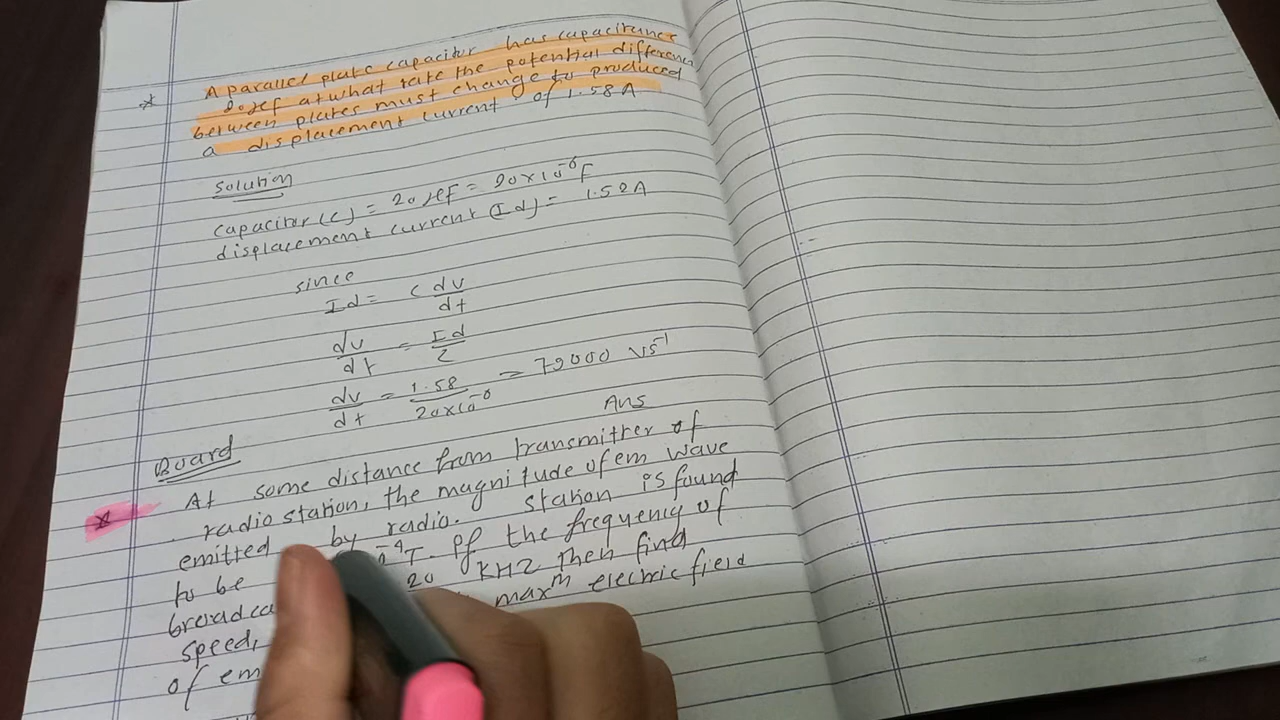 A parallel plate capacitor has capacitance
20μF at what rate the potential difference
between plates must change to produced
a displacement current of 1.58A
Solution
capacitor (C) = 20μF = 20×10⁻⁶F
displacement current (Id) = 1.58A
since
Id = C dv/dt
dv/dt = Id/C
dv/dt = 1.58/20×10⁻⁶ = 79000 Vs⁻¹
Ans
Board
* At some distance from transmitter of
radio station, the magnitude of em wave
emitted by radio. station is found
to be T. If the frequency of
20 KHZ then find
speed, maxᵐ electric field
of em